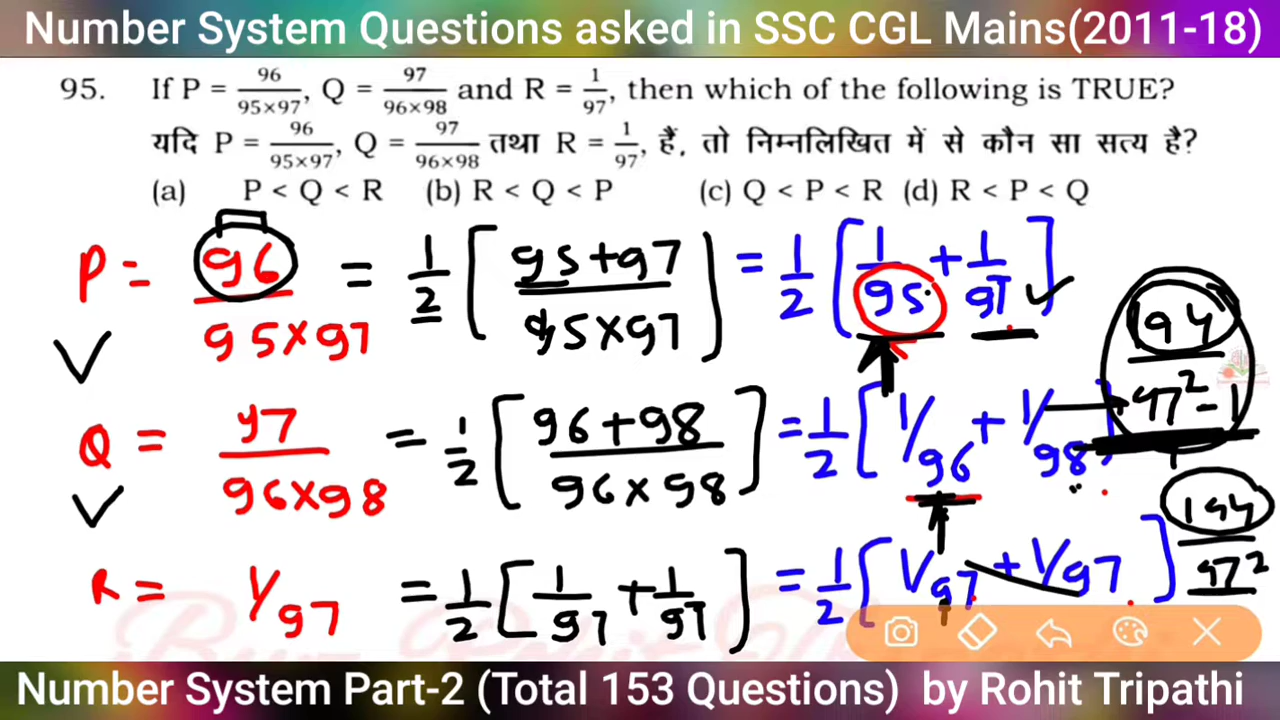 Number System Questions asked in SSC CGL Mains(2011-18)
95. If P = 96/95×97, Q = 97/96×98 and R = 1/97, then which of the following is TRUE?
यदि P = 96/95×97, Q = 97/96×98 तथा R = 1/97, हैं, तो निम्नलिखित में से कौन सा सत्य है?
(a) P < Q < R (b) R < Q < P (c) Q < P < R (d) R < P < Q
P = 96/95×97 = 1/2 [95+97/95×97] = 1/2 [1/95 + 1/97]
194/97²-1
Q = 97/96×98 = 1/2 [96+98/96×98] = 1/2 [1/96 + 1/98]
194/97²
R = 1/97 = 1/2 [1/97 + 1/97] = 1/2 [1/97 + 1/97]
Number System Part-2 (Total 153 Questions) by Rohit Tripathi